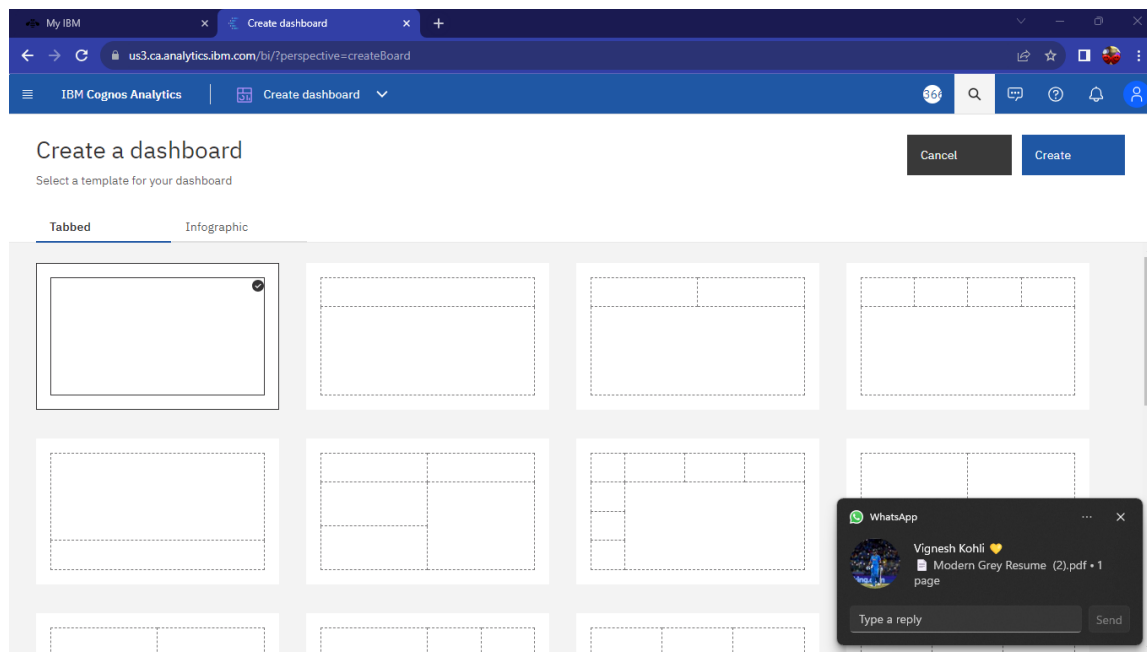 My IBM
Create dashboard
us3.ca.analytics.ibm.com/bi/?perspective=createBoard
IBM Cognos Analytics
Create dashboard
366
Create a dashboard
Cancel
Create
Select a template for your dashboard
Tabbed
Infographic
WhatsApp
Vignesh Kohli
Modern Grey Resume (2).pdf • 1
page
Type a reply
Send